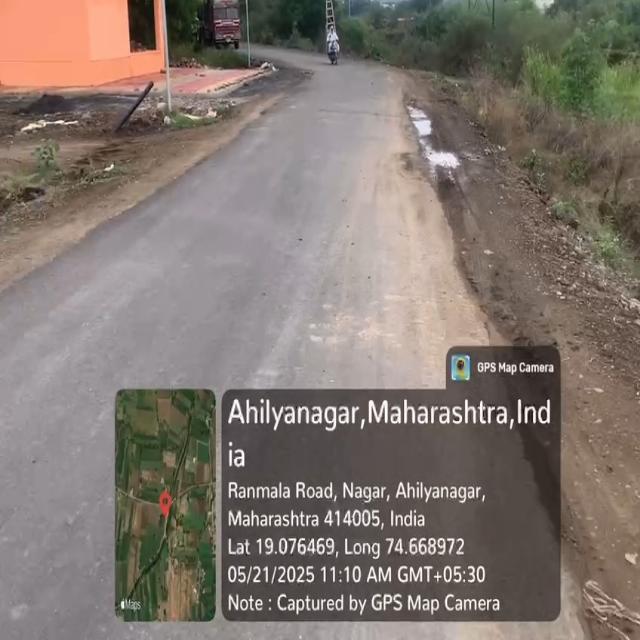 GPS Map Camera
Ahilyanagar,Maharashtra,Ind
ia
Ranmala Road, Nagar, Ahilyanagar,
Maharashtra 414005, India
Lat 19.076469, Long 74.668972
05/21/2025 11:10 AM GMT+05:30
Note : Captured by GPS Map Camera
Maps